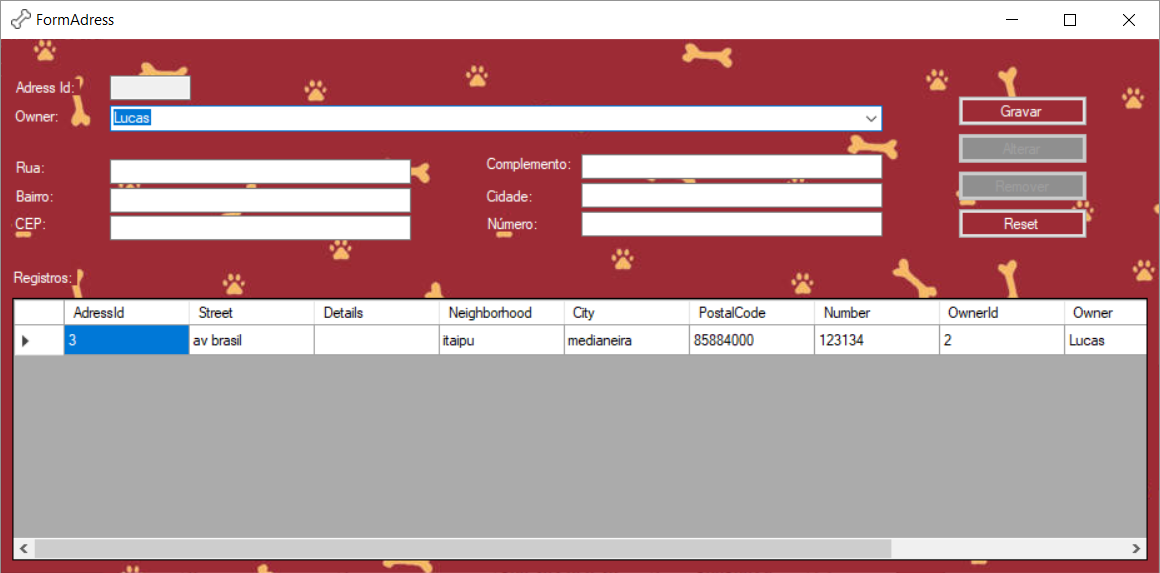 FormAdress
Adress Id:
Owner: Lucas
Gravar
Alterar
Rua: Complemento:
Bairro: Cidade:
Remover
CEP: Número:
Reset
Registros:
AdressId Street Details Neighborhood City PostalCode Number OwnerId Owner
3 av brasil itaipu medianeira 85884000 123134 2 Lucas